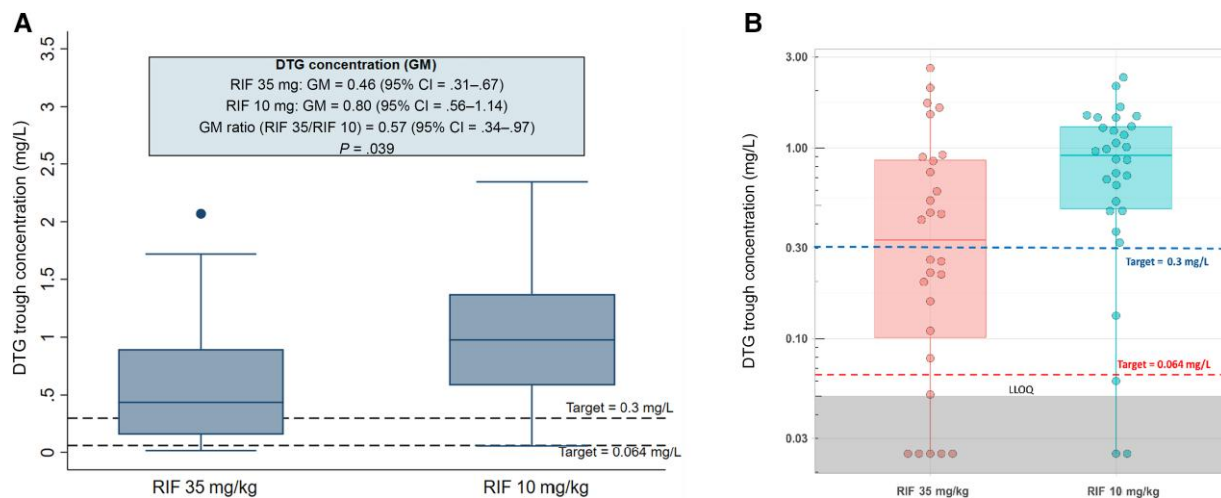 A
3.5
3
2.5
2
1.5
1
.5
0
DTG concentration (mg/L)
DTG concentration (GM)
RIF 35 mg: GM = 0.46 (95% CI = .31–.67)
RIF 10 mg: GM = 0.80 (95% CI = .56–1.14)
GM ratio (RIF 35/RIF 10) = 0.57 (95% CI = .34–.97)
P = .039
Target = 0.3 mg/L
Target = 0.064 mg/L
RIF 35 mg/kg
RIF 10 mg/kg
B
DTG trough concentration (mg/L)
3.00
1.00
0.30
0.10
0.03
Target = 0.3 mg/L
Target = 0.064 mg/L
LLOQ
RIF 35 mg/kg
RIF 10 mg/kg